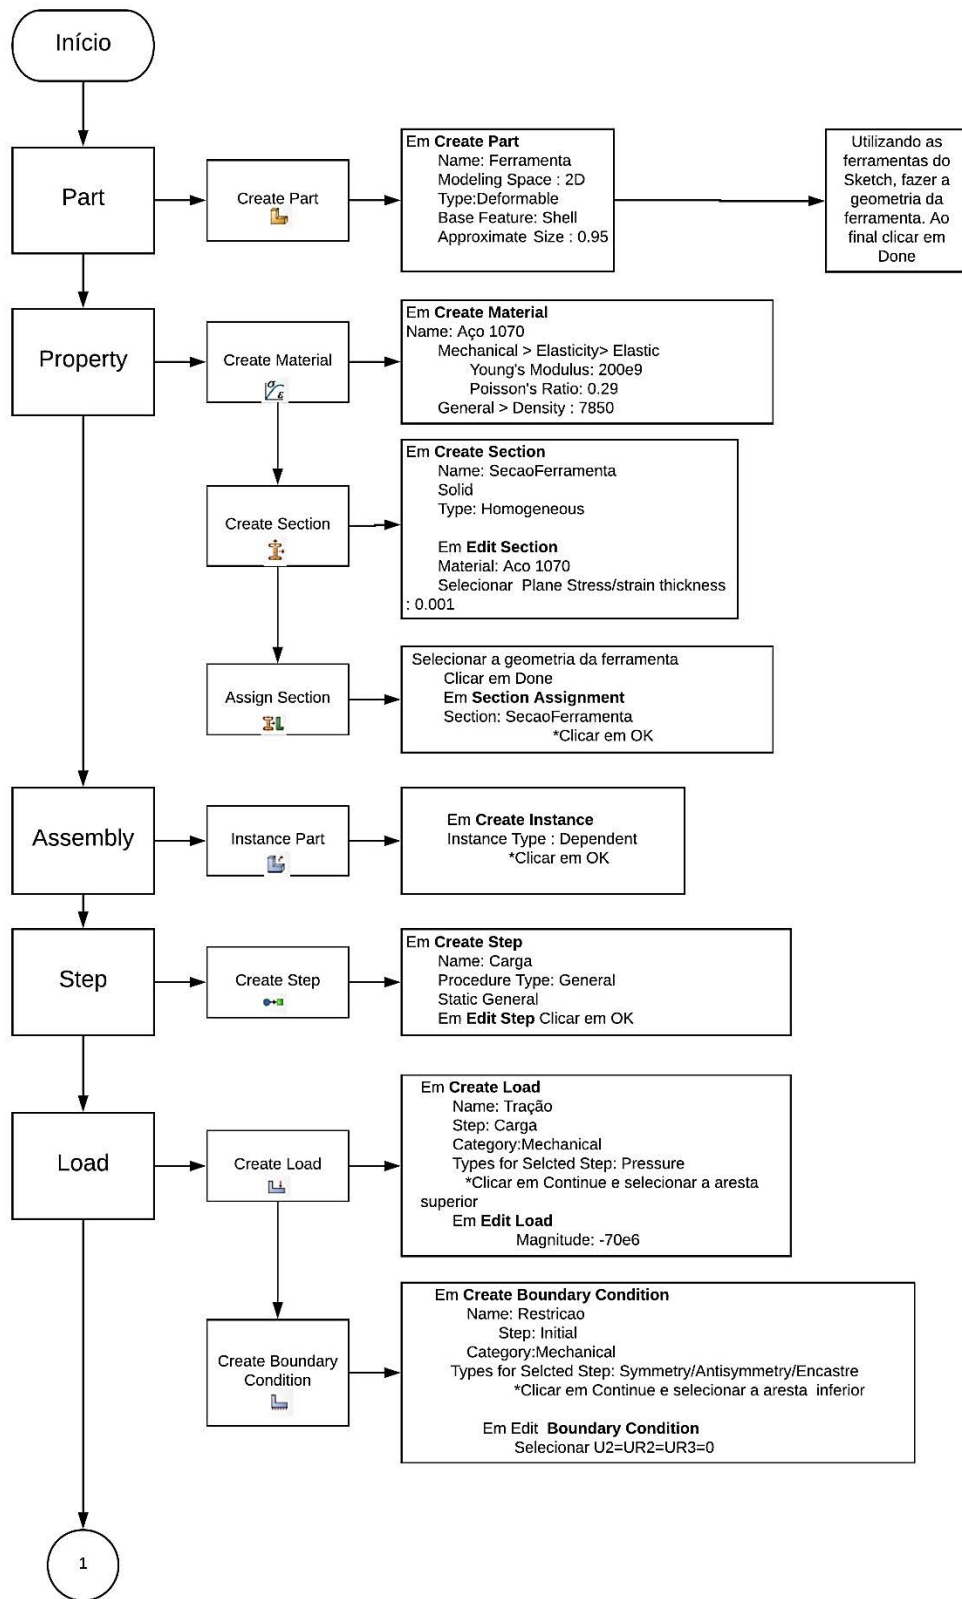 Início
Part
Create Part
Em Create Part
Name: Ferramenta
Modeling Space : 2D
Type:Deformable
Base Feature: Shell
Approximate Size : 0.95
Utilizando as
ferramentas do
Sketch, fazer a
geometria da
ferramenta. Ao
final clicar em
Done
Property
Create Material
σ
ε
Em Create Material
Name: Aço 1070
Mechanical > Elasticity> Elastic
Young's Modulus: 200e9
Poisson's Ratio: 0.29
General > Density : 7850
Create Section
Em Create Section
Name: SecaoFerramenta
Solid
Type: Homogeneous
Em Edit Section
Material: Aco 1070
Selecionar Plane Stress/strain thickness
: 0.001
Assign Section
Selecionar a geometria da ferramenta
Clicar em Done
Em Section Assignment
Section: SecaoFerramenta
*Clicar em OK
Assembly
Instance Part
Em Create Instance
Instance Type : Dependent
*Clicar em OK
Step
Create Step
Em Create Step
Name: Carga
Procedure Type: General
Static General
Em Edit Step Clicar em OK
Load
Create Load
Em Create Load
Name: Tração
Step: Carga
Category:Mechanical
Types for Selcted Step: Pressure
*Clicar em Continue e selecionar a aresta
superior
Em Edit Load
Magnitude: -70e6
Create Boundary
Condition
Em Create Boundary Condition
Name: Restricao
Step: Initial
Category:Mechanical
Types for Selcted Step: Symmetry/Antisymmetry/Encastre
*Clicar em Continue e selecionar a aresta inferior
Em Edit Boundary Condition
Selecionar U2=UR2=UR3=0
1